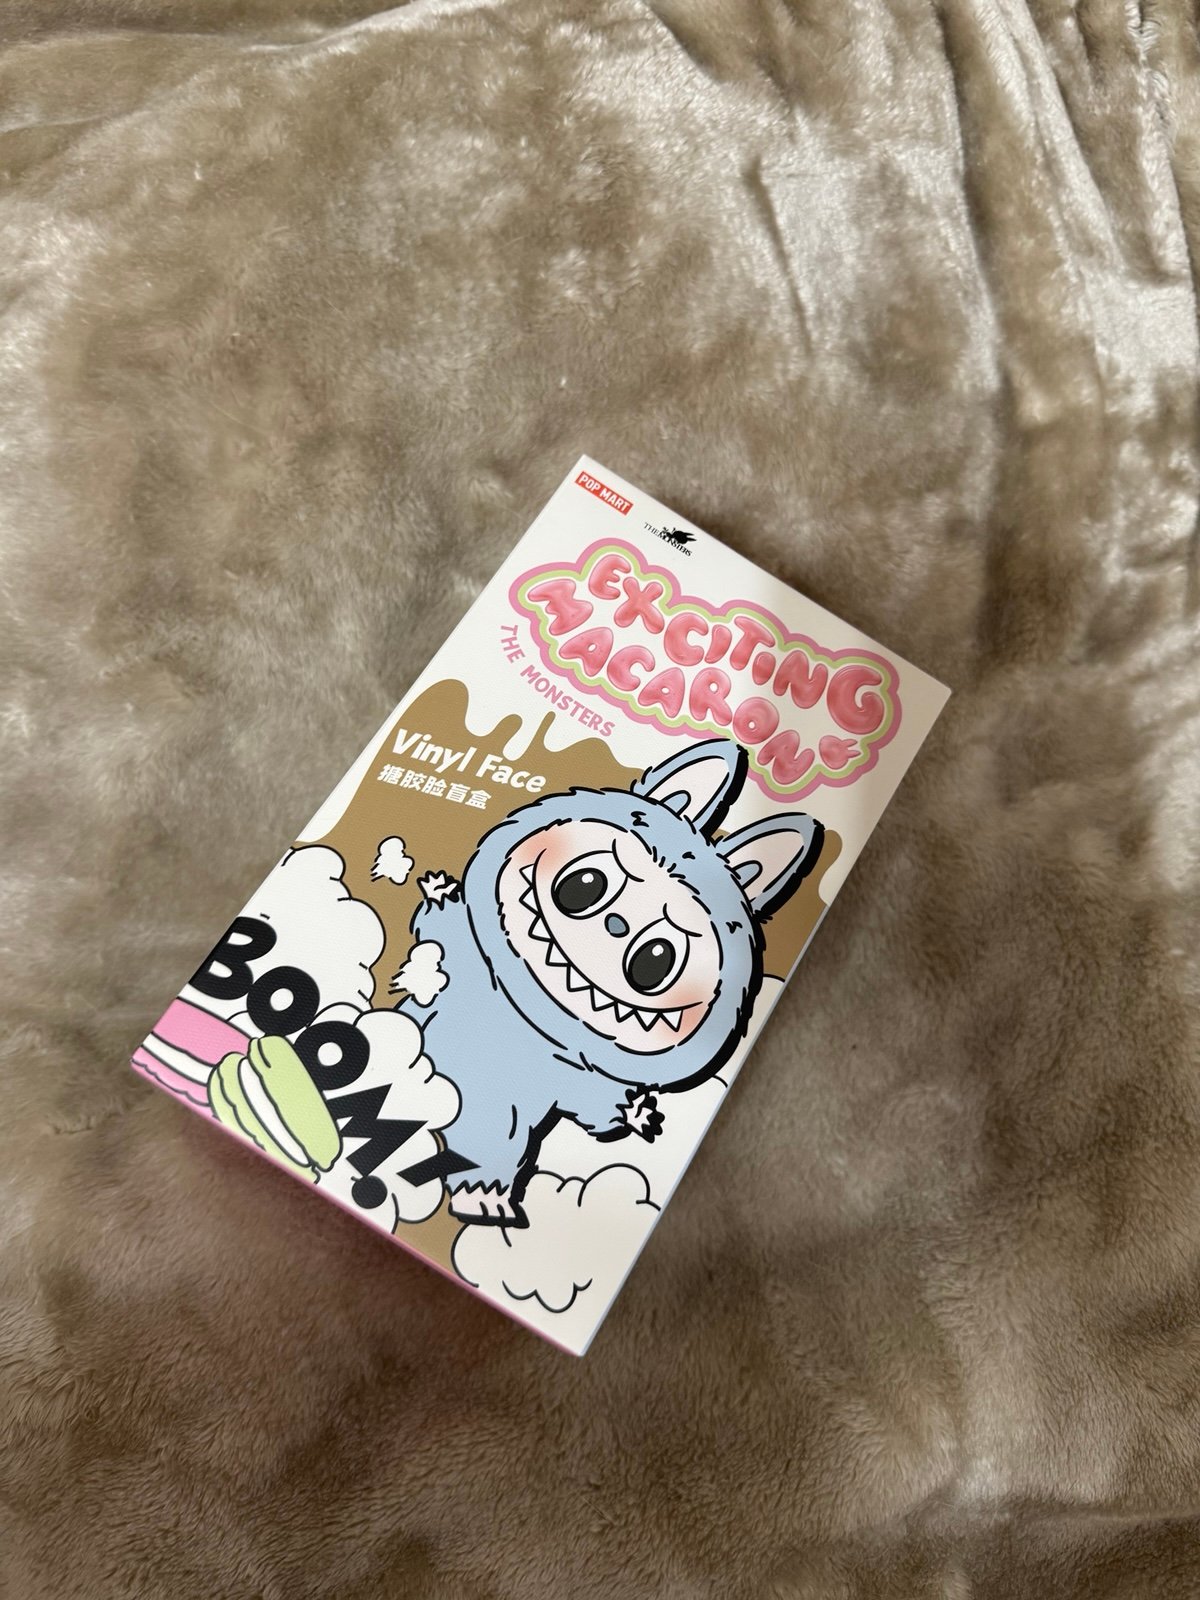 POP MART
THE MONSTERS
EXCITING
MACARON
THE MONSTERS
Vinyl Face
搪胶脸盲盒
BOOM!